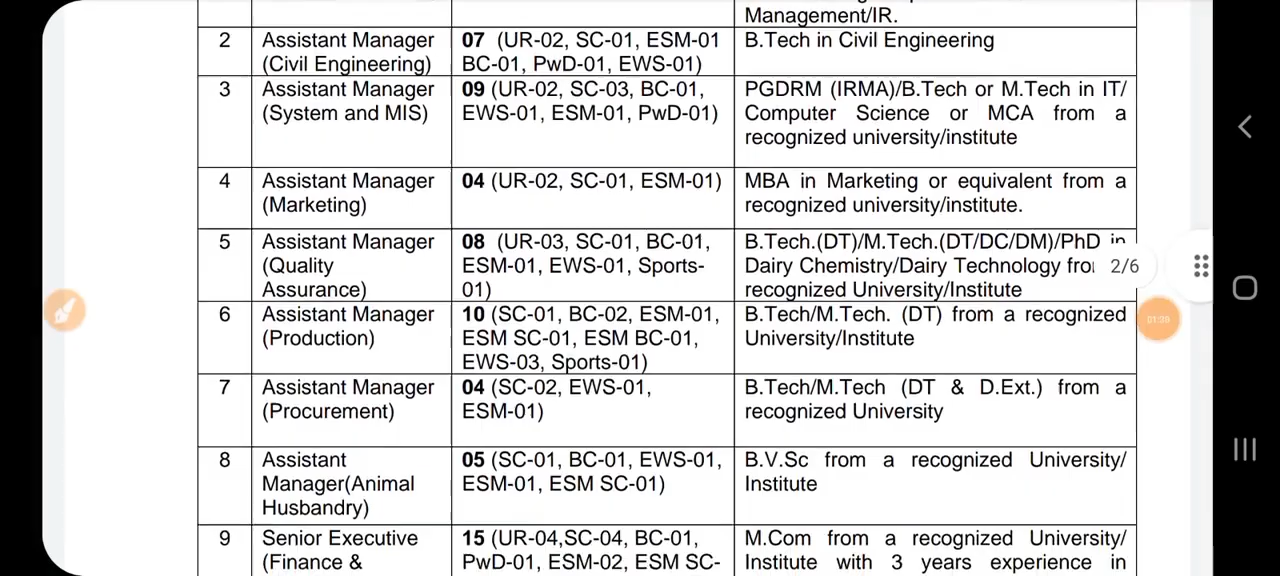 Management/IR.
2 Assistant Manager 07 (UR-02, SC-01, ESM-01 B.Tech in Civil Engineering
(Civil Engineering) BC-01, PwD-01, EWS-01)
3 Assistant Manager 09 (UR-02, SC-03, BC-01, PGDRM (IRMA)/B.Tech or M.Tech in IT/
(System and MIS) EWS-01, ESM-01, PwD-01) Computer Science or MCA from a
recognized university/institute
4 Assistant Manager 04 (UR-02, SC-01, ESM-01) MBA in Marketing or equivalent from a
(Marketing) recognized university/institute.
5 Assistant Manager 08 (UR-03, SC-01, BC-01, B.Tech.(DT)/M.Tech.(DT/DC/DM)/PhD in
(Quality ESM-01, EWS-01, Sports- Dairy Chemistry/Dairy Technology 2/6
Assurance) 01) recognized University/Institute
6 Assistant Manager 10 (SC-01, BC-02, ESM-01, B.Tech/M.Tech. (DT) from a recognized
(Production) ESM SC-01, ESM BC-01, University/Institute
EWS-03, Sports-01)
01:39
7 Assistant Manager 04 (SC-02, EWS-01, B.Tech/M.Tech (DT & D.Ext.) from a
(Procurement) ESM-01) recognized University
8 Assistant 05 (SC-01, BC-01, EWS-01, B.V.Sc from a recognized University/
Manager(Animal ESM-01, ESM SC-01) Institute
Husbandry)
9 Senior Executive 15 (UR-04,SC-04, BC-01, M.Com from a recognized University/
(Finance & PwD-01, ESM-02, ESM SC- Institute with 3 years experience in